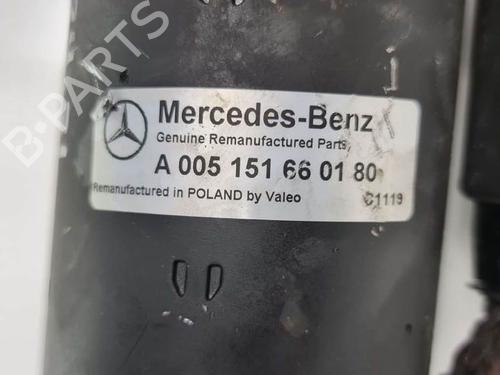 Mercedes-Benz
Genuine Remanufactured Parts
A 005 151 66 01 80
Remanufactured in POLAND by Valeo C1119
B-PARTS